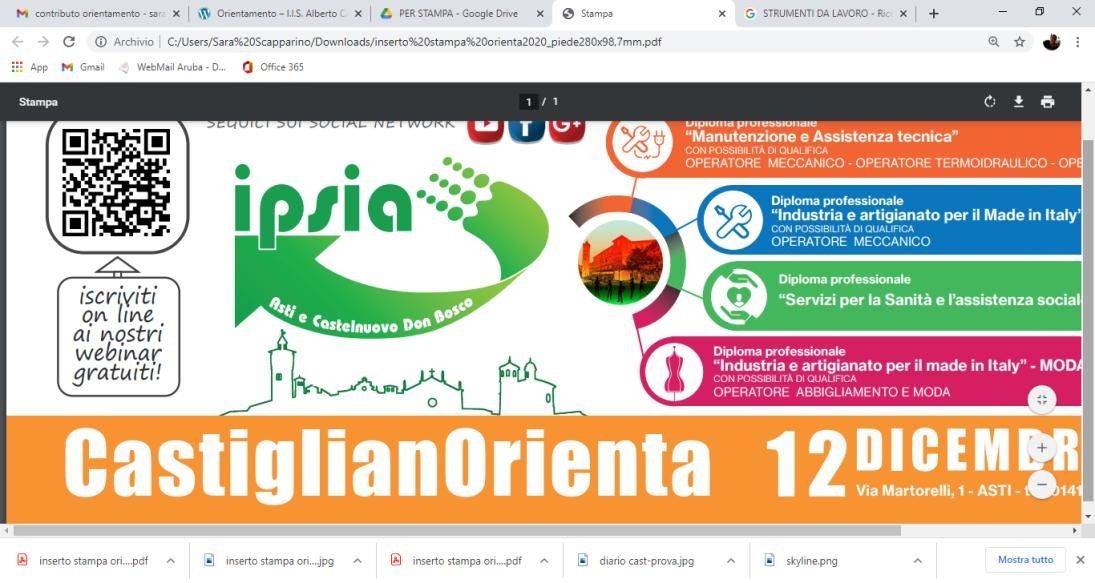 contributo orientamento - sara
Orientamento – I.I.S. Alberto C
PER STAMPA - Google Drive
Stampa
STRUMENTI DA LAVORO - Rice
Archivio
C:/Users/Sara%20Scapparino/Downloads/inserto%20stampa%20orienta2020_piede280x98,7mm.pdf
App
Gmail
WebMail Aruba - D...
Office 365
Stampa
1 / 1
SEGUICI SUI SOCIAL NETWORK
G+
ipsia
Asti e Castelnuovo Don Bosco
iscriviti
on line
ai nostri
webinar
gratuiti!
Diploma professionale
“Manutenzione e Assistenza tecnica”
CON POSSIBILITÀ DI QUALIFICA
OPERATORE MECCANICO - OPERATORE TERMOIDRAULICO - OPE
Diploma professionale
“Industria e artigianato per il Made in Italy”
CON POSSIBILITÀ DI QUALIFICA
OPERATORE MECCANICO
Diploma professionale
“Servizi per la Sanità e l’assistenza social
Diploma professionale
“Industria e artigianato per il made in Italy” - MODA
CON POSSIBILITÀ DI QUALIFICA
OPERATORE ABBIGLIAMENTO E MODA
CastiglianOrienta
12 DICEMBR
Via Martorelli, 1 - ASTI -
inserto stampa ori....pdf
inserto stampa ori....jpg
inserto stampa ori....pdf
diario cast-prova.jpg
skyline.png
Mostra tutto